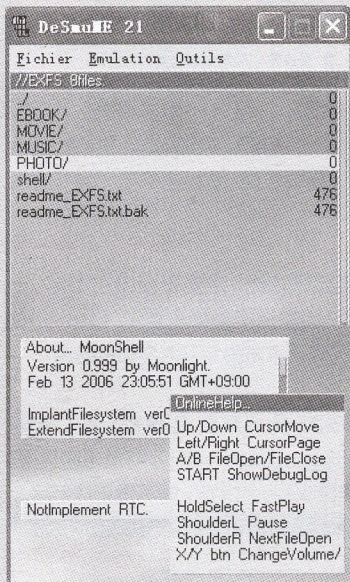 DeSmuME 21
Fichier Emulation Outils
//EXFS 8files.
../ 0
EBOOK/ 0
MOVIE/ 0
MUSIC/ 0
PHOTO/ 0
shell/ 0
readme_EXFS.txt 476
readme_EXFS.txt.bak 476
About... MoonShell
Version 0.999 by Moonlight.
Feb 13 2006 23:05:51 GMT+09:00
ImplantFilesystem ver0
ExtendFilesystem ver0
NotImplement RTC.
OnlineHelp...
Up/Down CursorMove
Left/Right CursorPage
A/B FileOpen/FileClose
START ShowDebugLog
HoldSelect FastPlay
ShoulderL Pause
ShoulderR NextFileOpen
X/Y btn ChangeVolume/